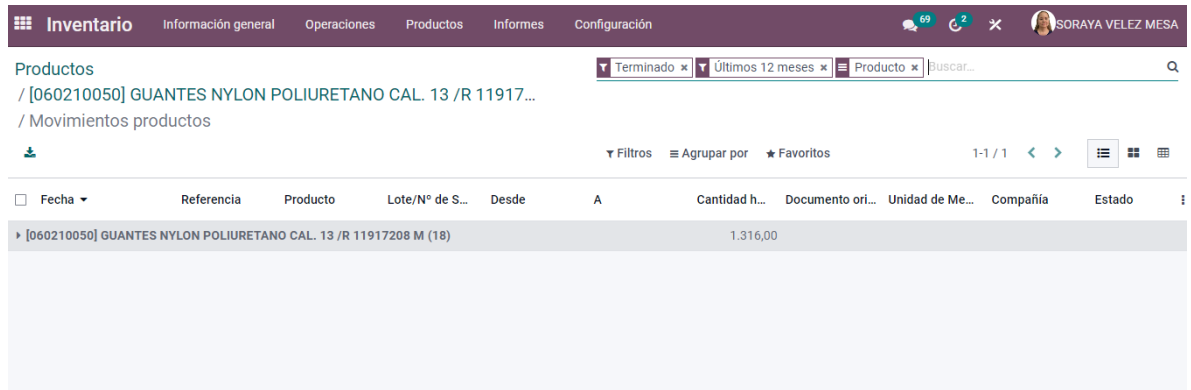 Inventario Información general Operaciones Productos Informes Configuración 69 2 SORAYA VELEZ MESA
Productos
/ [060210050] GUANTES NYLON POLIURETANO CAL. 13 /R 11917...
/ Movimientos productos
Terminado × Últimos 12 meses × Producto × Buscar...
Filtros Agrupar por Favoritos 1-1 / 1
Fecha Referencia Producto Lote/Nº de S... Desde A Cantidad h... Documento ori... Unidad de Me... Compañía Estado
[060210050] GUANTES NYLON POLIURETANO CAL. 13 /R 11917208 M (18) 1.316,00